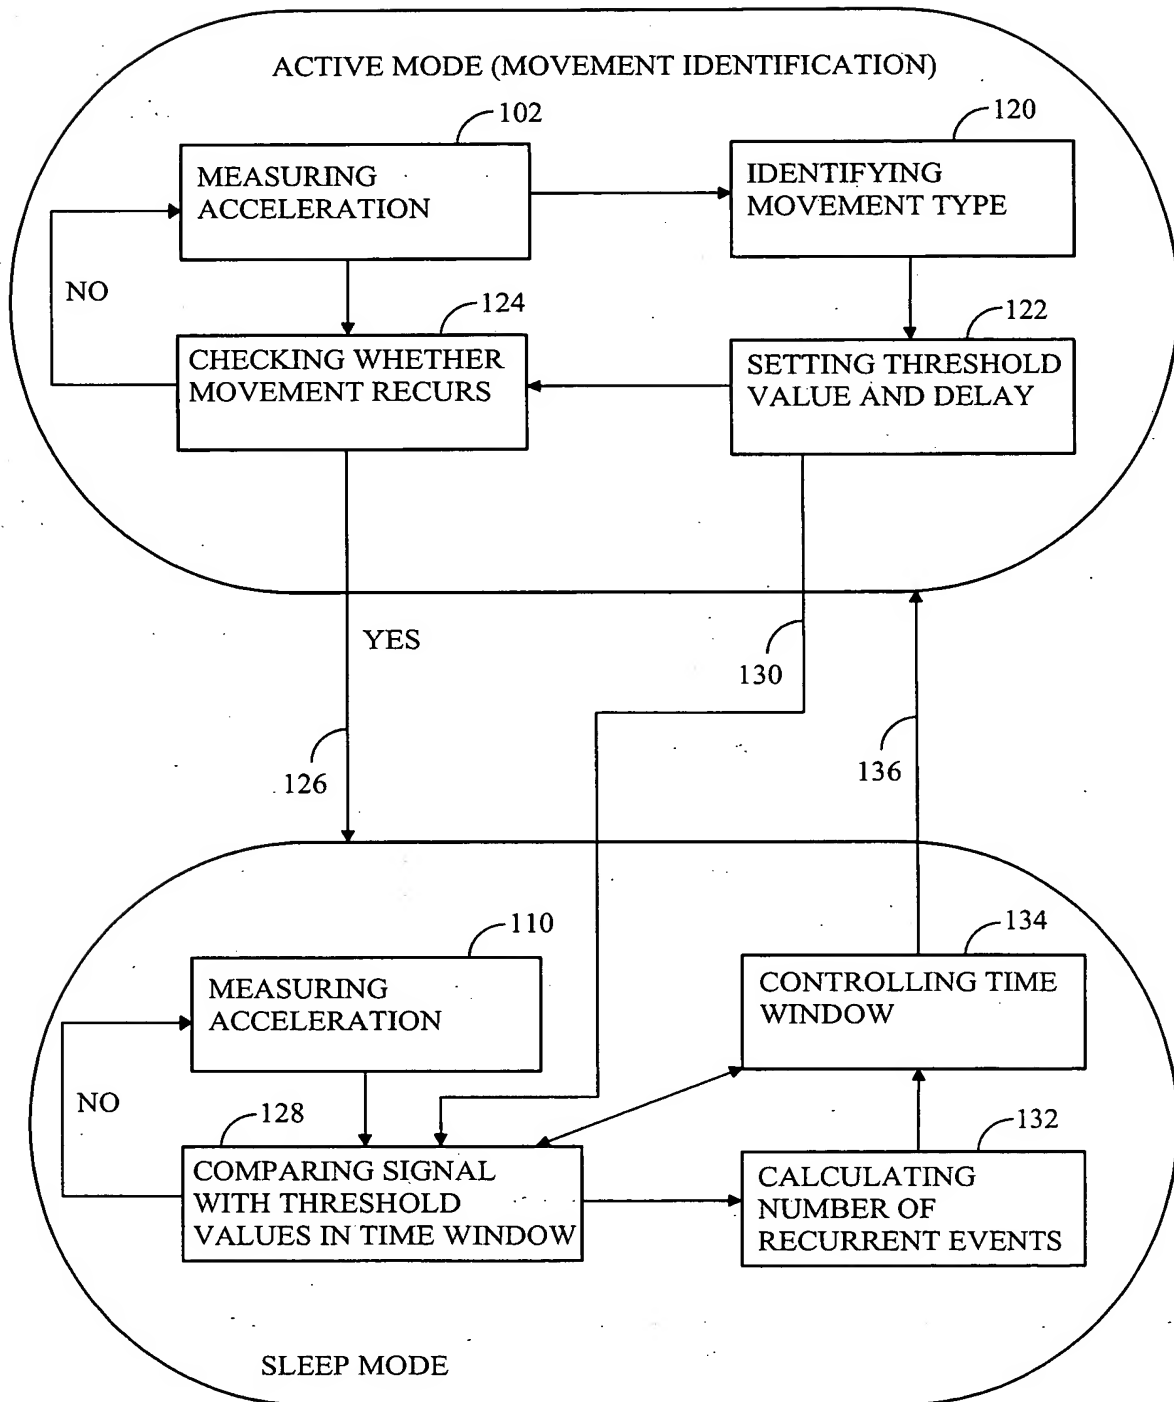 ACTIVE MODE (MOVEMENT IDENTIFICATION)
102
120
MEASURING
ACCELERATION
IDENTIFYING
MOVEMENT TYPE
NO
124
122
CHECKING WHETHER
MOVEMENT RECURS
SETTING THRESHOLD
VALUE AND DELAY
YES
130
126
136
110
134
MEASURING
ACCELERATION
CONTROLLING TIME
WINDOW
NO
128
132
COMPARING SIGNAL
WITH THRESHOLD
VALUES IN TIME WINDOW
CALCULATING
NUMBER OF
RECURRENT EVENTS
SLEEP MODE